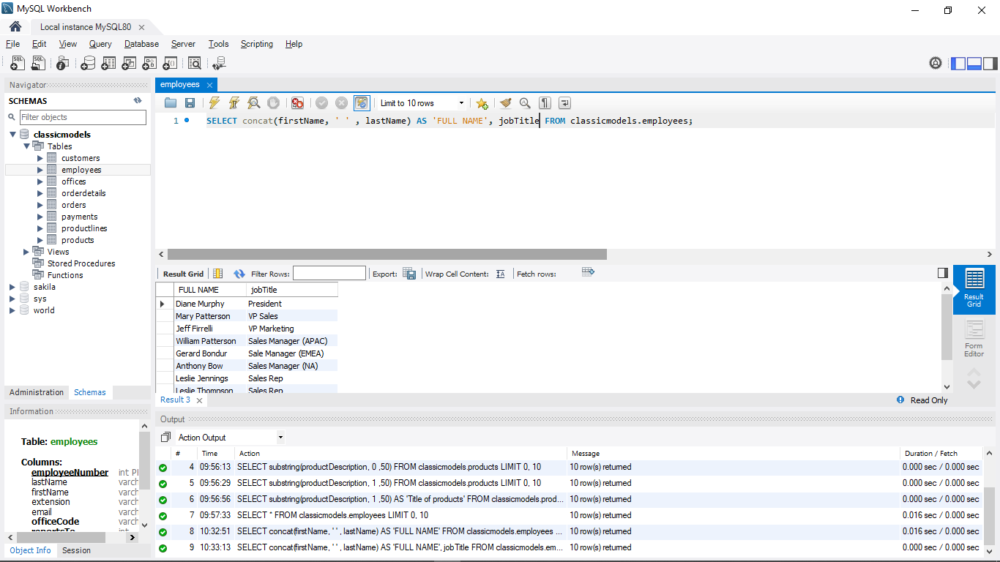 MySQL Workbench
Local instance MySQL80
File Edit View Query Database Server Tools Scripting Help
Navigator
SCHEMAS
Filter objects
classicmodels
Tables
customers
employees
offices
orderdetails
orders
payments
productlines
products
Views
Stored Procedures
Functions
sakila
sys
world
Administration Schemas
Information
Table: employees
Columns:
employeeNumber int PI
lastName varch
firstName varch
extension varch
email varch
officeCode varch
reportsTo int
Object Info Session
employees
Limit to 10 rows
1 SELECT concat(firstName, ' ' , lastName) AS 'FULL NAME', jobTitle FROM classicmodels.employees;
Result Grid Filter Rows: Export: Wrap Cell Content: Fetch rows:
FULL NAME jobTitle
Diane Murphy President
Mary Patterson VP Sales
Jeff Firrelli VP Marketing
William Patterson Sales Manager (APAC)
Gerard Bondur Sale Manager (EMEA)
Anthony Bow Sales Manager (NA)
Leslie Jennings Sales Rep
Leslie Thompson Sales Rep
Result
Grid
Form
Editor
Result 3
Read Only
Output
Action Output
# Time Action Message Duration / Fetch
4 09:56:13 SELECT substring(productDescription, 0 ,50) FROM classicmodels.products LIMIT 0, 10 10 row(s) returned 0.000 sec / 0.000 sec
5 09:56:29 SELECT substring(productDescription, 1 ,50) FROM classicmodels.products LIMIT 0, 10 10 row(s) returned 0.000 sec / 0.000 sec
6 09:56:56 SELECT substring(productDescription, 1 ,50) AS 'Title of products' FROM classicmodels.prod... 10 row(s) returned 0.000 sec / 0.000 sec
7 09:57:33 SELECT * FROM classicmodels.employees LIMIT 0, 10 10 row(s) returned 0.016 sec / 0.000 sec
8 10:32:51 SELECT concat(firstName, ' ' , lastName) AS 'FULL NAME' FROM classicmodels.employees ... 10 row(s) returned 0.016 sec / 0.000 sec
9 10:33:13 SELECT concat(firstName, ' ' , lastName) AS 'FULL NAME', jobTitle FROM classicmodels.em... 10 row(s) returned 0.000 sec / 0.000 sec